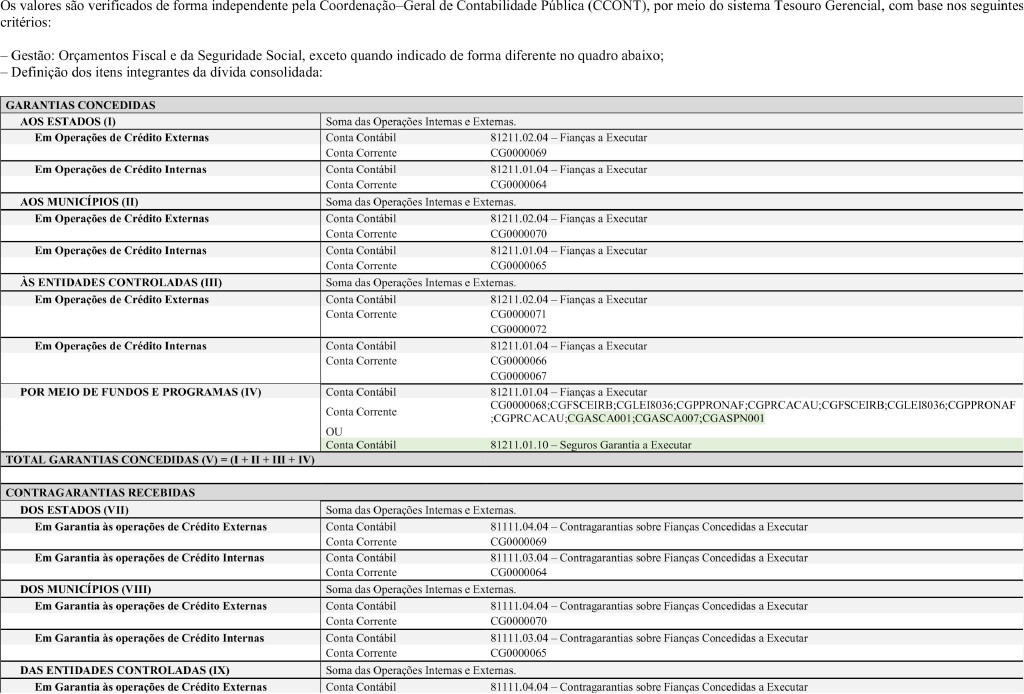 Os valores são verificados de forma independente pela Coordenação–Geral de Contabilidade Pública (CCONT), por meio do sistema Tesouro Gerencial, com base nos seguintes
critérios:
– Gestão: Orçamentos Fiscal e da Seguridade Social, exceto quando indicado de forma diferente no quadro abaixo;
– Definição dos itens integrantes da dívida consolidada:
GARANTIAS CONCEDIDAS
AOS ESTADOS (I) Soma das Operações Internas e Externas.
Em Operações de Crédito Externas Conta Contábil 81211.02.04 – Fianças a Executar
Conta Corrente CG0000069
Em Operações de Crédito Internas Conta Contábil 81211.01.04 – Fianças a Executar
Conta Corrente CG0000064
AOS MUNICÍPIOS (II) Soma das Operações Internas e Externas.
Em Operações de Crédito Externas Conta Contábil 81211.02.04 – Fianças a Executar
Conta Corrente CG0000070
Em Operações de Crédito Internas Conta Contábil 81211.01.04 – Fianças a Executar
Conta Corrente CG0000065
ÀS ENTIDADES CONTROLADAS (III) Soma das Operações Internas e Externas.
Em Operações de Crédito Externas Conta Contábil 81212.02.04 – Fianças a Executar
Conta Corrente CG0000071
CG0000072
Em Operações de Crédito Internas Conta Contábil 81211.01.04 – Fianças a Executar
Conta Corrente CG0000066
CG0000067
POR MEIO DE FUNDOS E PROGRAMAS (IV) Conta Contábil 81211.01.04 – Fianças a Executar
Conta Corrente CG0000068;CGFSCEIRB;CGLEI8036;CGPPRONAF;CGPRCACAU;CGFSCEIRB;CGLEI8036;CGPPRONAF
;CGPRCACAU;CGASCA001;CGASCA007;CGASPN001
OU
Conta Contábil 81211.01.10 – Seguros Garantia a Executar
TOTAL GARANTIAS CONCEDIDAS (V) = (I + II + III + IV)
CONTRAGARANTIAS RECEBIDAS
DOS ESTADOS (VII) Soma das Operações Internas e Externas.
Em Garantia às operações de Crédito Externas Conta Contábil 81111.04.04 – Contragarantias sobre Fianças Concedidas a Executar
Conta Corrente CG0000069
Em Garantia às operações de Crédito Internas Conta Contábil 81111.03.04 – Contragarantias sobre Fianças Concedidas a Executar
Conta Corrente CG0000064
DOS MUNICÍPIOS (VIII) Soma das Operações Internas e Externas.
Em Garantia às operações de Crédito Externas Conta Contábil 81111.04.04 – Contragarantias sobre Fianças Concedidas a Executar
Conta Corrente CG0000070
Em Garantia às operações de Crédito Internas Conta Contábil 81111.03.04 – Contragarantias sobre Fianças Concedidas a Executar
Conta Corrente CG0000065
DAS ENTIDADES CONTROLADAS (IX) Soma das Operações Internas e Externas.
Em Garantia às operações de Crédito Externas Conta Contábil 81111.04.04 – Contragarantias sobre Fianças Concedidas a Executar